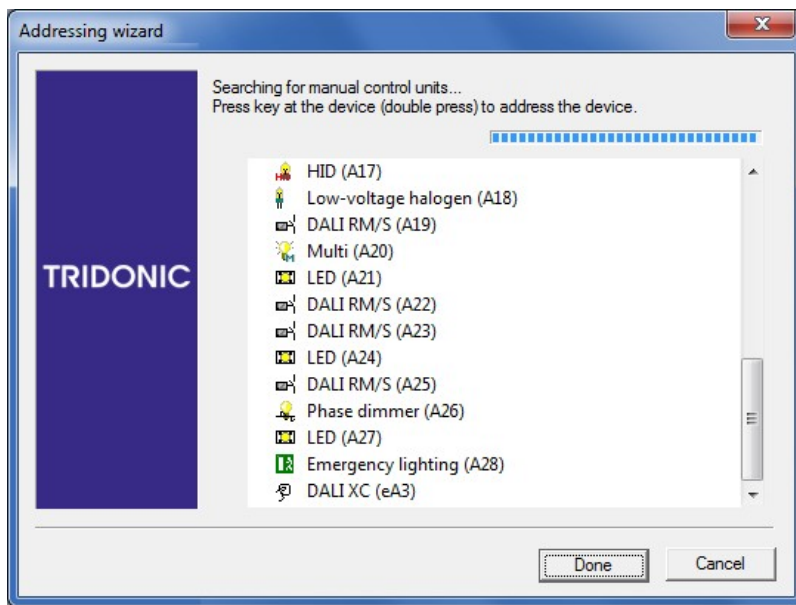 Addressing wizard
Searching for manual control units...
Press key at the device (double press) to address the device.
TRIDONIC
HID (A17)
Low-voltage halogen (A18)
DALI RM/S (A19)
Multi (A20)
LED (A21)
DALI RM/S (A22)
DALI RM/S (A23)
LED (A24)
DALI RM/S (A25)
Phase dimmer (A26)
LED (A27)
Emergency lighting (A28)
DALI XC (eA3)
Done
Cancel